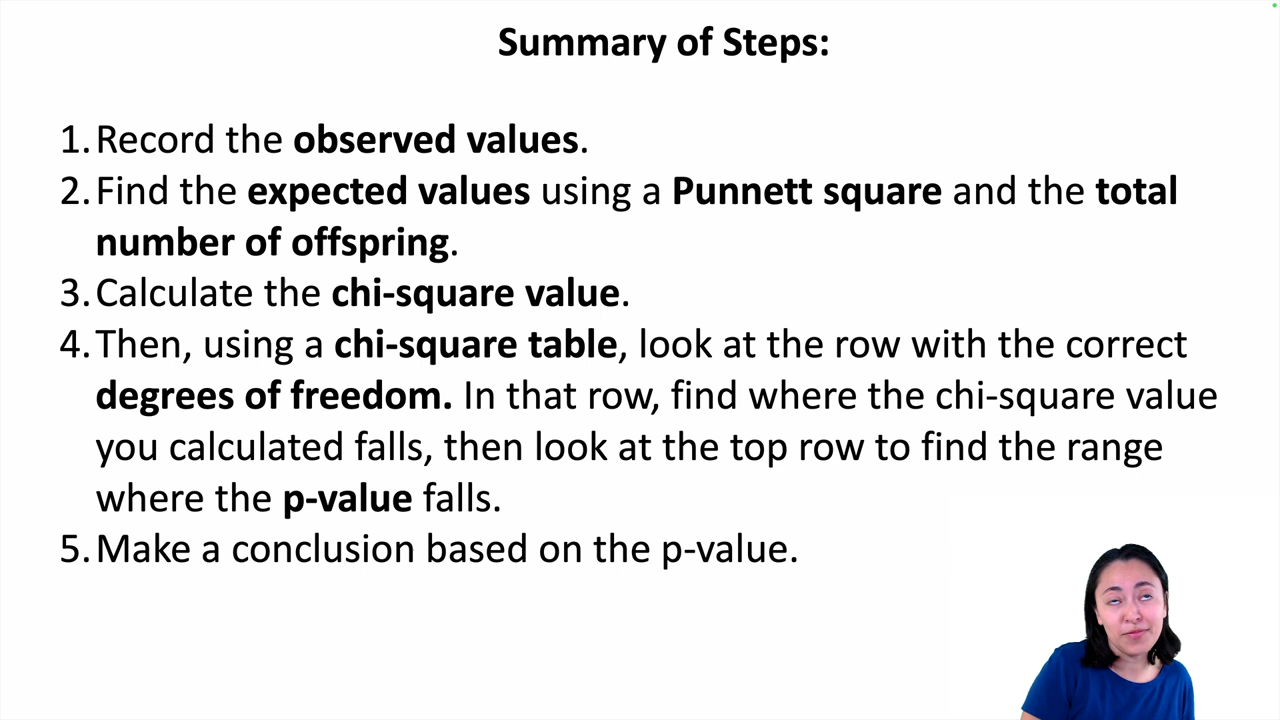 Summary of Steps:
1. Record the observed values.
2. Find the expected values using a Punnett square and the total
number of offspring.
3. Calculate the chi-square value.
4. Then, using a chi-square table, look at the row with the correct
degrees of freedom. In that row, find where the chi-square value
you calculated falls, then look at the top row to find the range
where the p-value falls.
5. Make a conclusion based on the p-value.